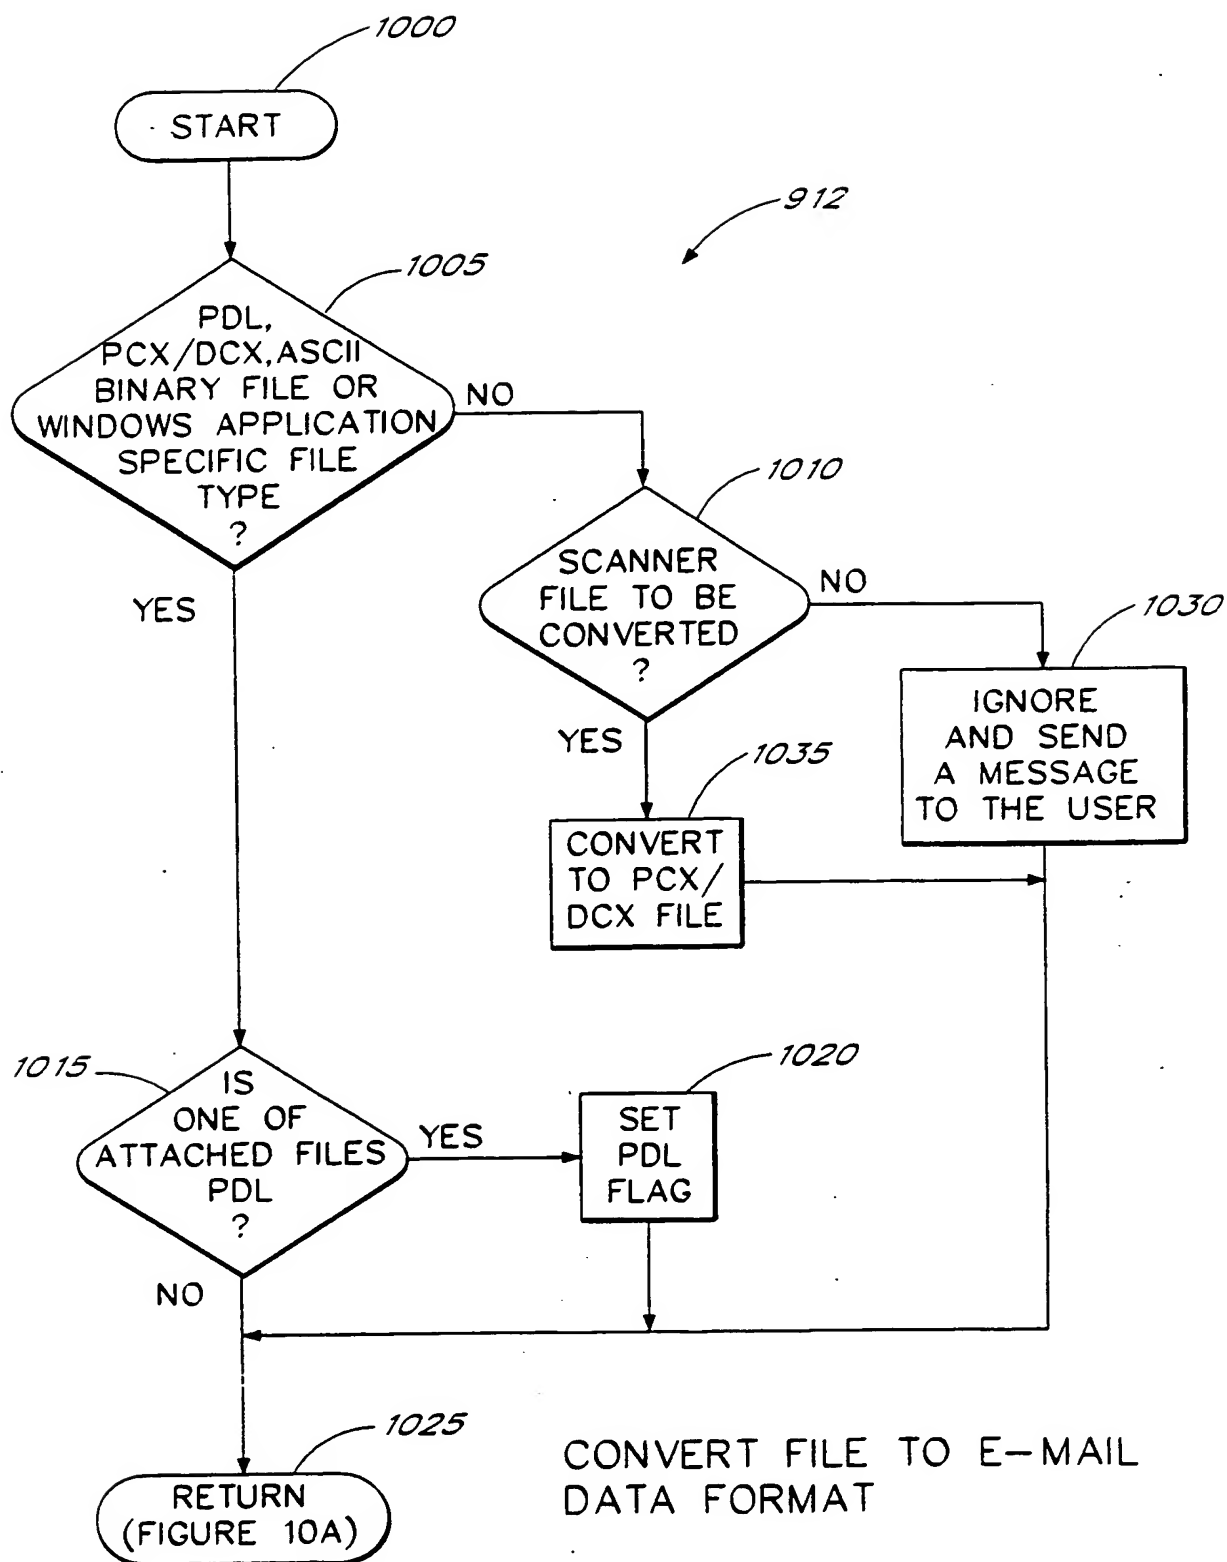 1000
START
912
1005
PDL,
PCX/DCX, ASCII
BINARY FILE OR
WINDOWS APPLICATION
SPECIFIC FILE
TYPE
?
NO
YES
1010
SCANNER
FILE TO BE
CONVERTED
?
NO
YES
1030
IGNORE
AND SEND
A MESSAGE
TO THE USER
1035
CONVERT
TO PCX/
DCX FILE
1015
IS
ONE OF
ATTACHED FILES
PDL
?
YES
NO
1020
SET
PDL
FLAG
1025
RETURN
(FIGURE 10A)
CONVERT FILE TO E-MAIL
DATA FORMAT